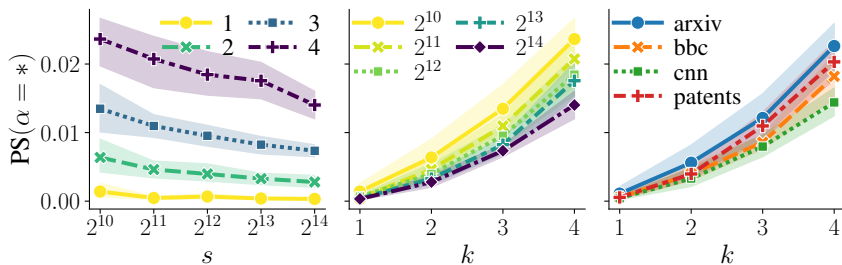 PS(α = *)
0.02
0.01
0.00
1
2
3
4
2^10 2^11 2^12 2^13 2^14
s
2^10
2^11
2^12
2^13
2^14
1 2 3 4
k
arxiv
bbc
cnn
patents
1 2 3 4
k